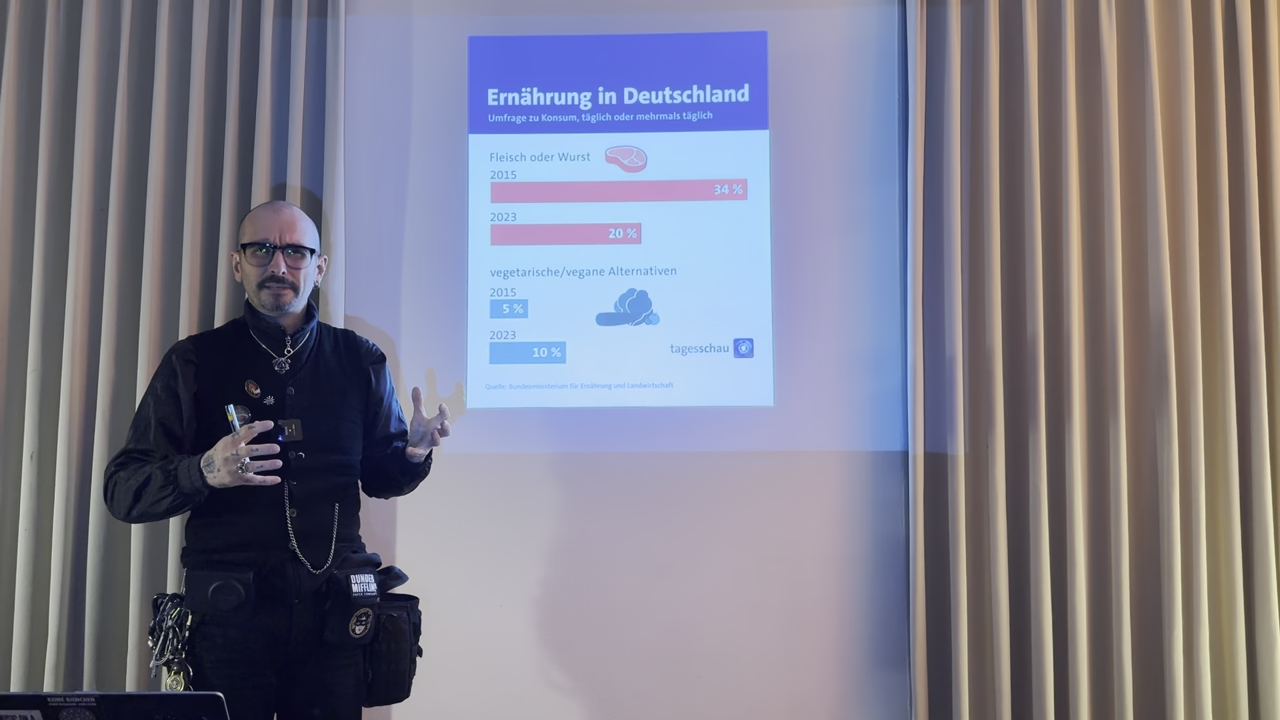 Ernährung in Deutschland
Umfrage zu Konsum, täglich oder mehrmals täglich
Fleisch oder Wurst
2015
34 %
2023
20 %
vegetarische/vegane Alternativen
2015
5 %
2023
10 %
tagesschau
Quelle: Bundesministerium für Ernährung und Landwirtschaft
DUNDER
MIFFLIN